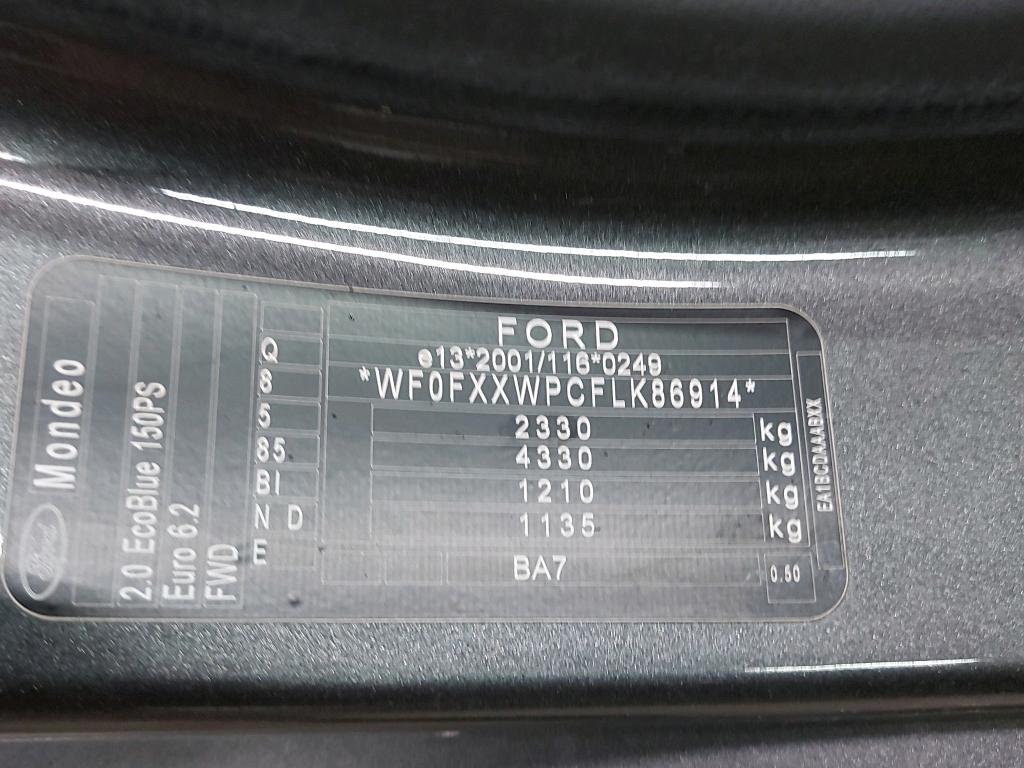 Ford
Mondeo
2.0 EcoBlue 150PS
Euro 6.2
FWD
Q
8
5
85
BI
N D
E
FORD
e13*2001/116*0249
*WF0FXXWPCFLK86914*
2330 kg
4330 kg
1210 kg
1135 kg
BA7
0.50
EA1BCDAAABXX